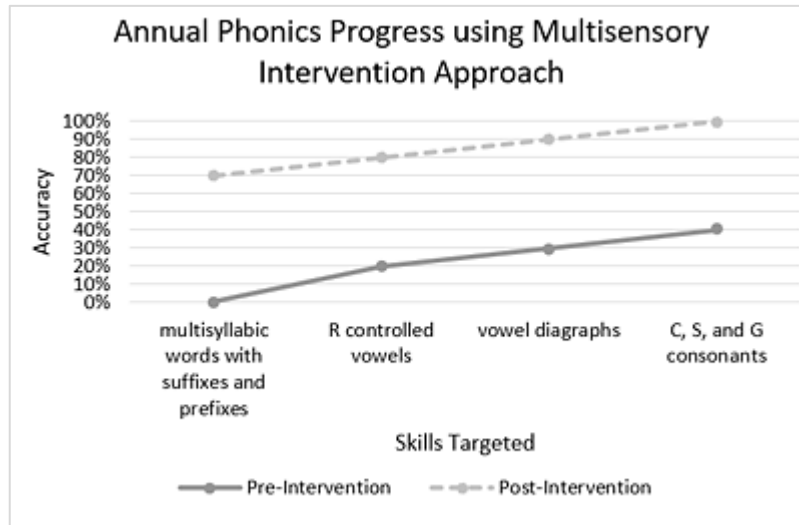 Annual Phonics Progress using Multisensory
Intervention Approach
100%
90%
80%
70%
60%
50%
40%
30%
20%
10%
0%
Accuracy
multisyllabic
words with
suffixes and
prefixes
R controlled
vowels
vowel diagraphs
C, S, and G
consonants
Skills Targeted
Pre-Intervention
Post-Intervention